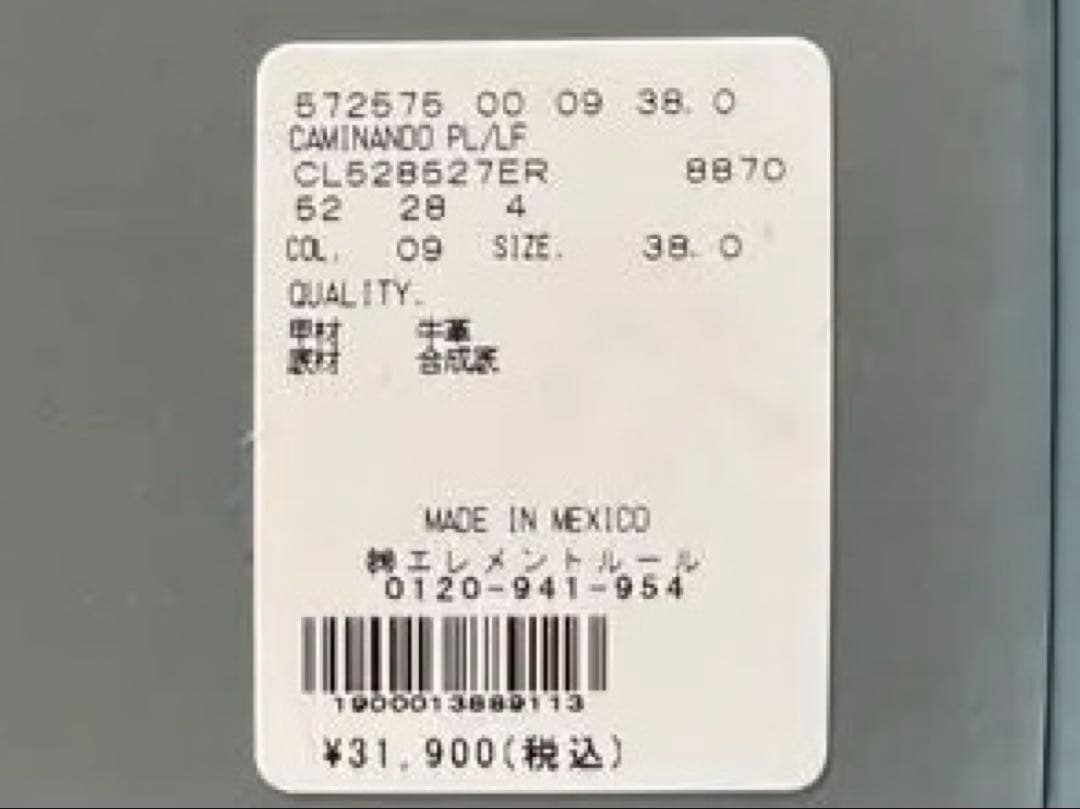 572575 00 09 38.0
CAMINANDO PL/LF
CL528527ER 8870
52 28 4
COL. 09 SIZE. 38.0
QUALITY.
甲材 牛革
底材 合成底
MADE IN MEXICO
㈱エレメントルール
0120-941-954
1900013889113
¥31,900(税込)